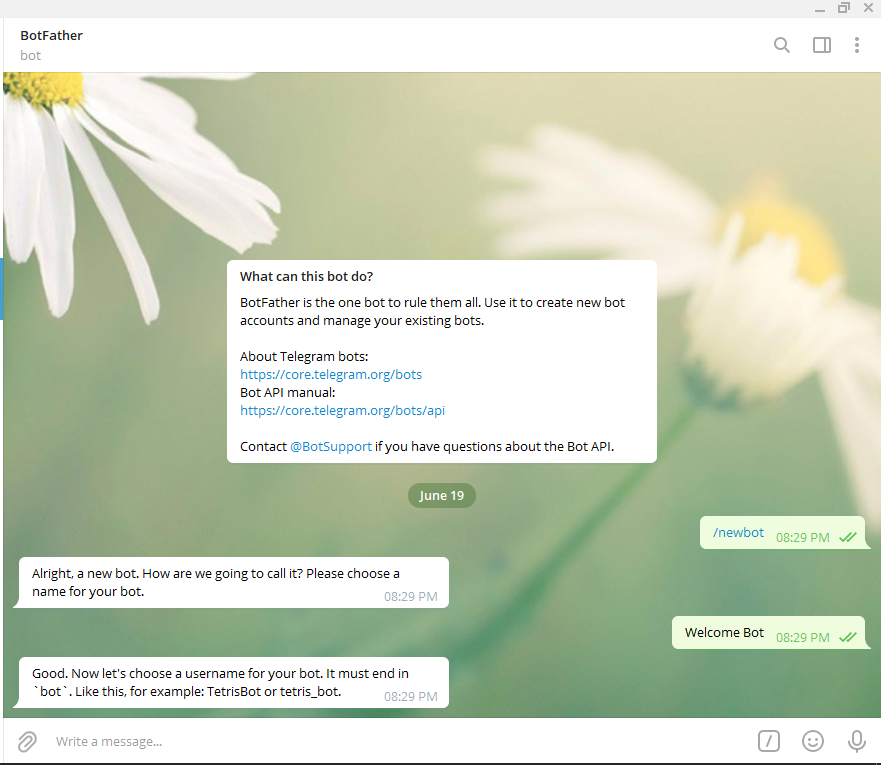 BotFather
bot
What can this bot do?
BotFather is the one bot to rule them all. Use it to create new bot
accounts and manage your existing bots.
About Telegram bots:
https://core.telegram.org/bots
Bot API manual:
https://core.telegram.org/bots/api
Contact @BotSupport if you have questions about the Bot API.
June 19
/newbot 08:29 PM
Alright, a new bot. How are we going to call it? Please choose a
name for your bot. 08:29 PM
Welcome Bot 08:29 PM
Good. Now let's choose a username for your bot. It must end in
`bot`. Like this, for example: TetrisBot or tetris_bot. 08:29 PM
Write a message...